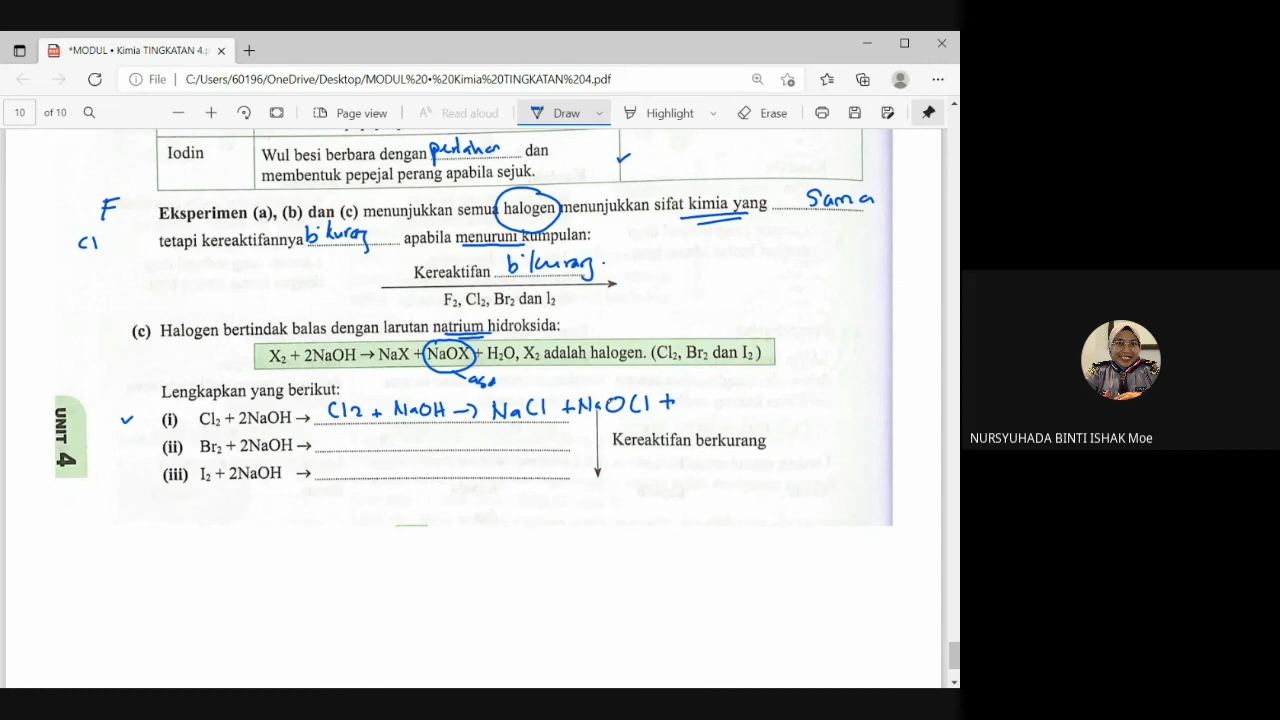 *MODUL • Kimia TINGKATAN 4.p
File C:/Users/60196/OneDrive/Desktop/MODUL%20•%20Kimia%20TINGKATAN%204.pdf
10 of 10 Page view Read aloud Draw Highlight Erase
Iodin Wul besi berbara dengan perlahan dan
membentuk pepejal perang apabila sejuk.
F Eksperimen (a), (b) dan (c) menunjukkan semua halogen menunjukkan sifat kimia yang sama
Cl tetapi kereaktifannya b'kurang apabila menuruni kumpulan:
Kereaktifan b'kurang.
F₂, Cl₂, Br₂ dan l₂
(c) Halogen bertindak balas dengan larutan natrium hidroksida:
X₂ + 2NaOH → NaX + NaOX + H₂O, X₂ adalah halogen. (Cl₂, Br₂ dan I₂)
Lengkapkan yang berikut:
(i) Cl₂ + 2NaOH → Cl2 + NaOH → NaCl + NaOCl +
(ii) Br₂ + 2NaOH →
Kereaktifan berkurang
(iii) I₂ + 2NaOH →
UNIT 4
NURSYUHADA BINTI ISHAK Moe